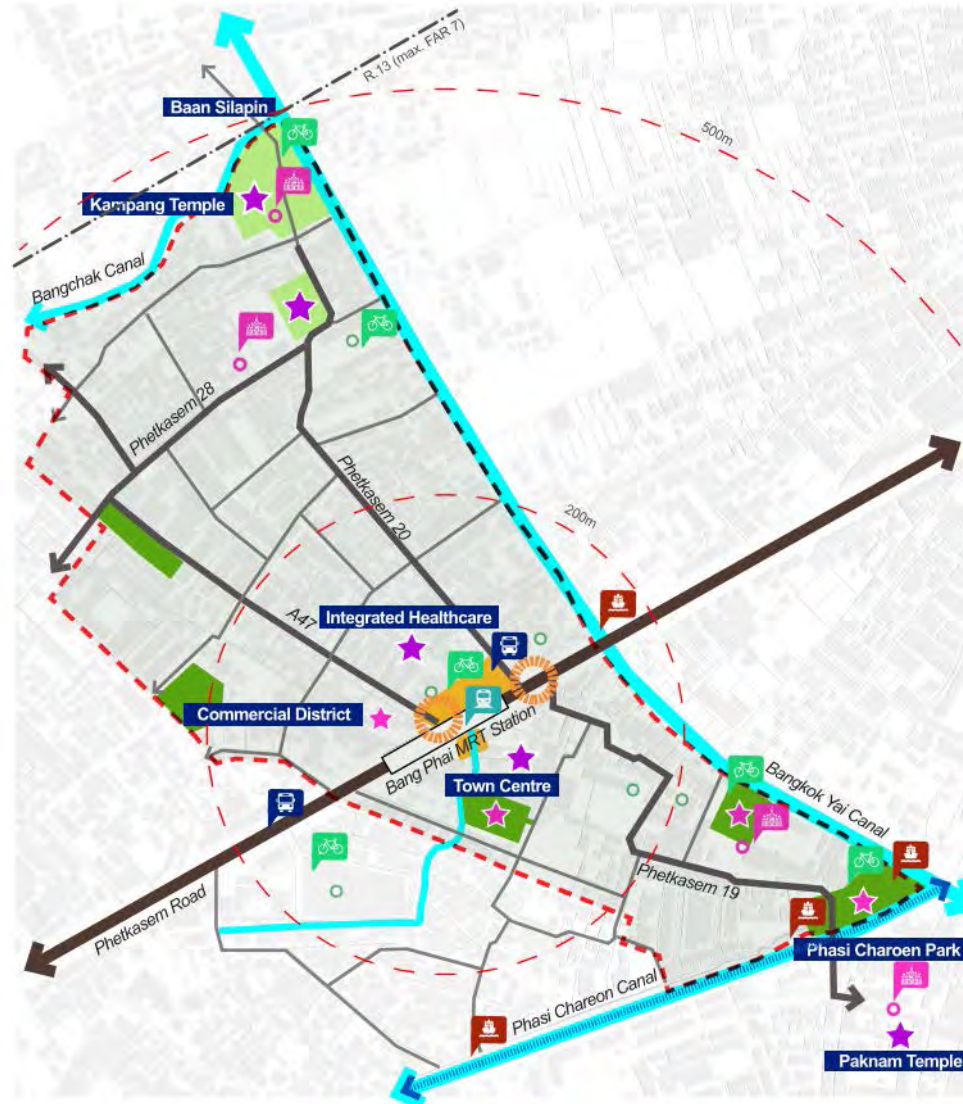 R.13 (max. FAR 7)
Baan Silapin
500m
Kampang Temple
Bangchak Canal
Phetkasem 28
Phetkasem 20
200m
A47
Integrated Healthcare
Commercial District
Bang Phai MRT Station
Town Centre
Bangkok Yai Canal
Phetkasem 19
Phetkasem Road
Phasi Charoen Park
Phasi Chareon Canal
Paknam Temple